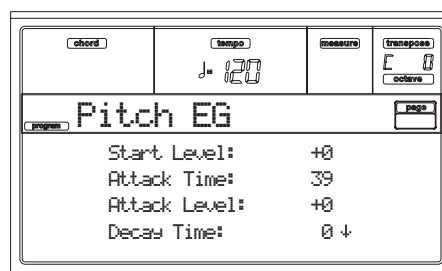 chord tempo measure transpose
♩= 120 C 0
octave
program Pitch EG page
Start Level: +0
Attack Time: 39
Attack Level: +0
Decay Time: 0 ↓